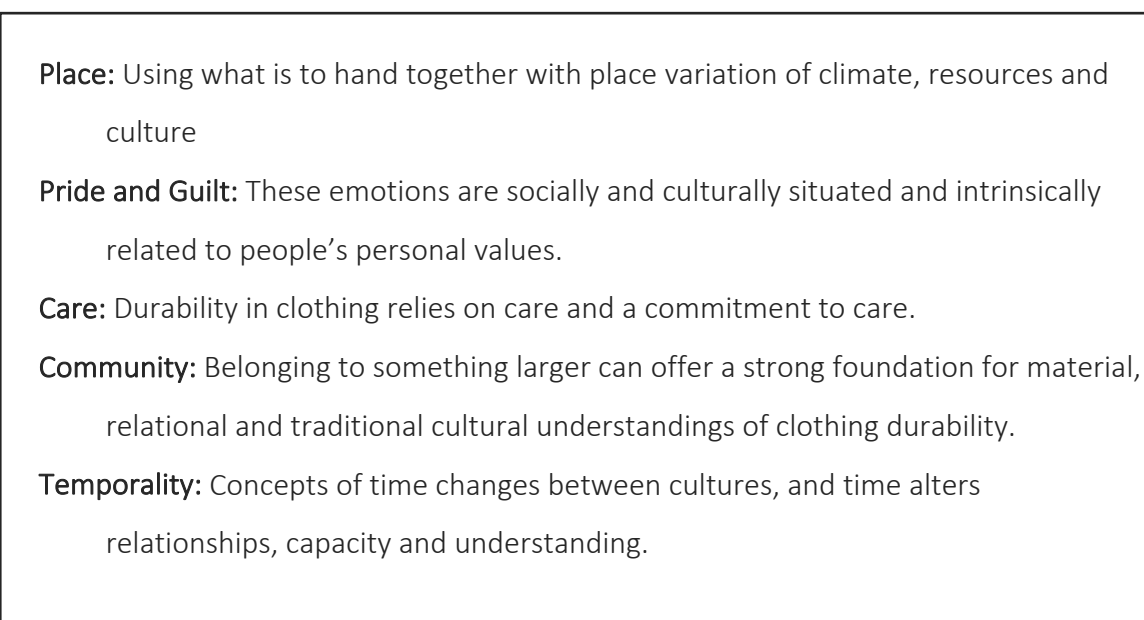 Place: Using what is to hand together with place variation of climate, resources and
culture
Pride and Guilt: These emotions are socially and culturally situated and intrinsically
related to people’s personal values.
Care: Durability in clothing relies on care and a commitment to care.
Community: Belonging to something larger can offer a strong foundation for material,
relational and traditional cultural understandings of clothing durability.
Temporality: Concepts of time changes between cultures, and time alters
relationships, capacity and understanding.